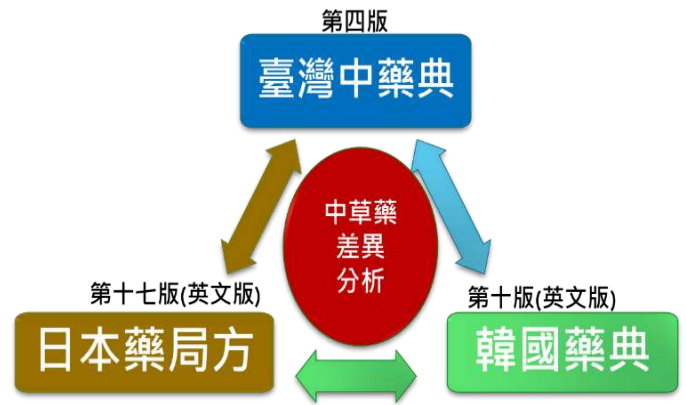 第四版
臺灣中藥典
中草藥
差異
分析
第十七版(英文版)
日本藥局方
第十版(英文版)
韓國藥典